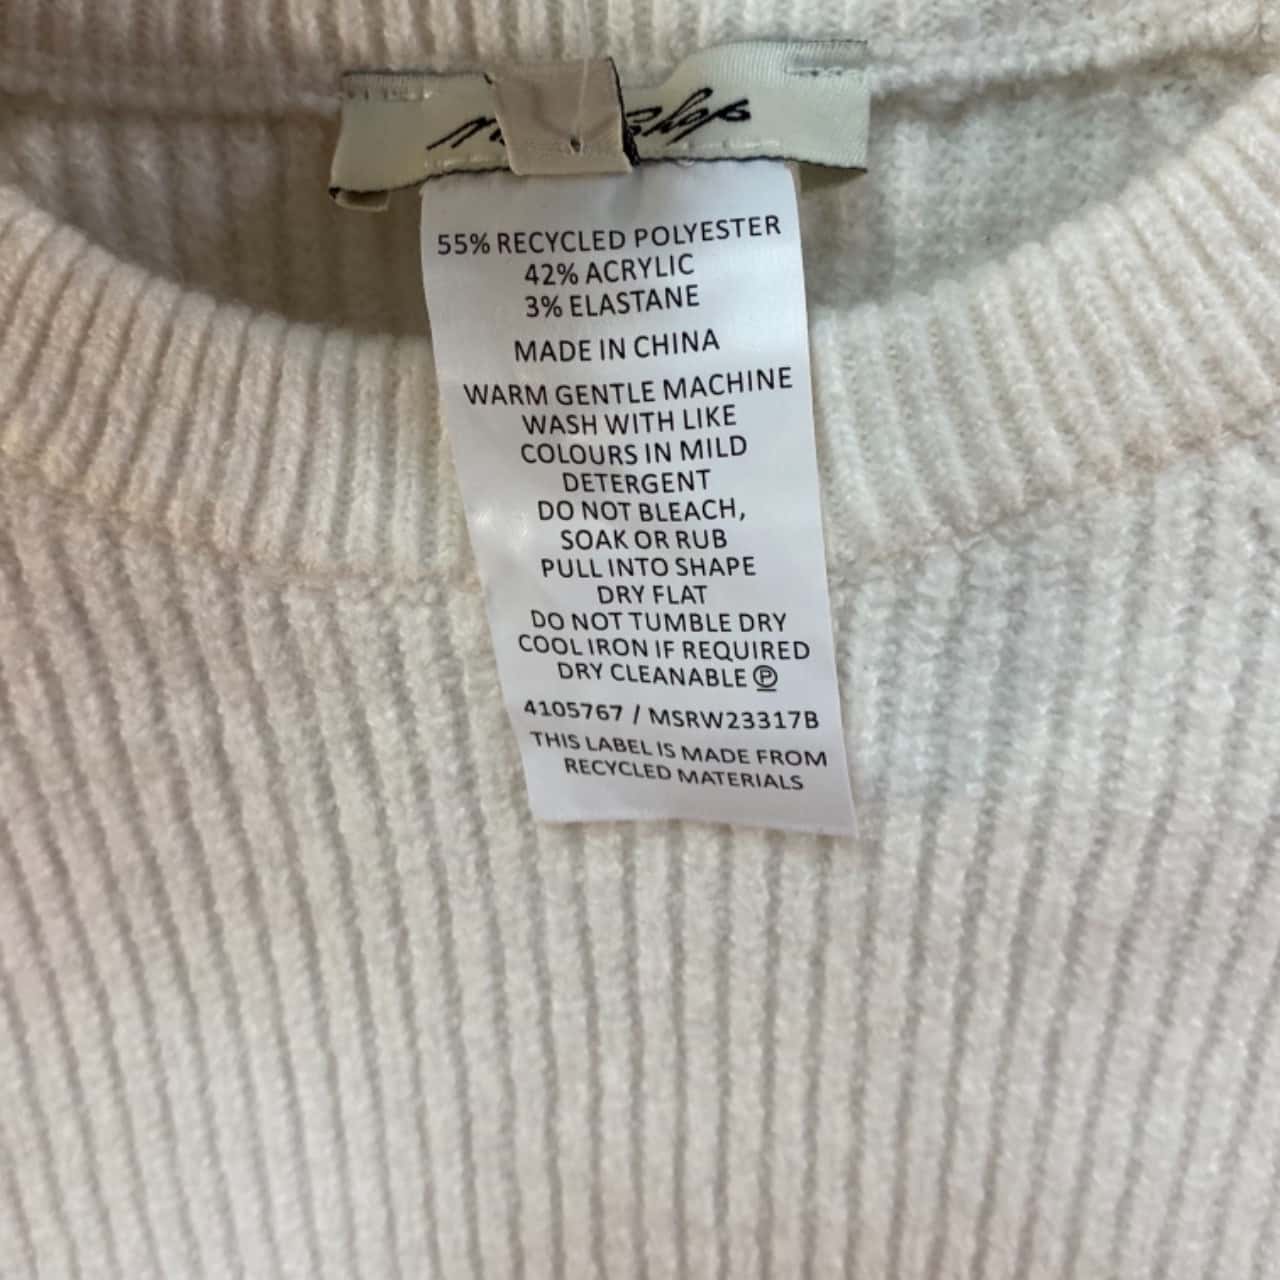 Shop
55% RECYCLED POLYESTER
42% ACRYLIC
3% ELASTANE
MADE IN CHINA
WARM GENTLE MACHINE
WASH WITH LIKE
COLOURS IN MILD
DETERGENT
DO NOT BLEACH,
SOAK OR RUB
PULL INTO SHAPE
DRY FLAT
DO NOT TUMBLE DRY
COOL IRON IF REQUIRED
DRY CLEANABLE Ⓟ
4105767 / MSRW23317B
THIS LABEL IS MADE FROM
RECYCLED MATERIALS